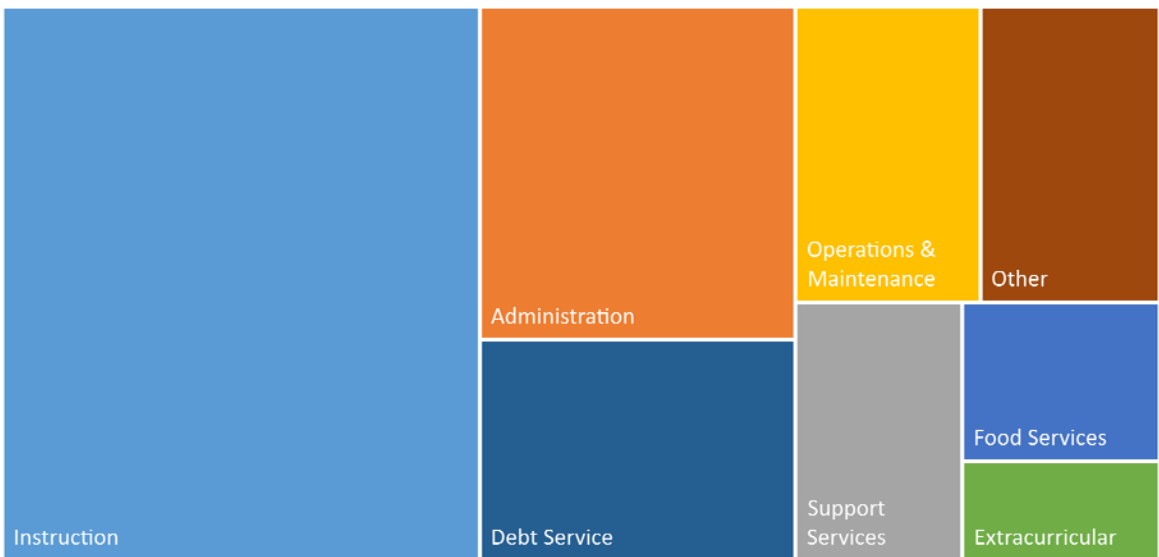 Instruction
Administration
Debt Service
Operations &
Maintenance
Other
Support
Services
Food Services
Extracurricular